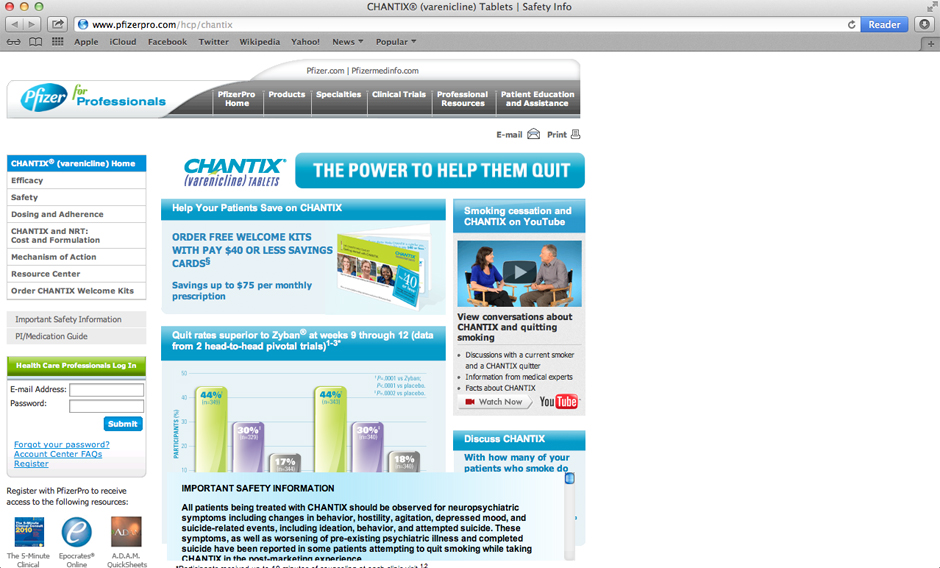 CHANTIX® (varenicline) Tablets | Safety Info
www.pfizerpro.com/hcp/chantix
Reader
Apple iCloud Facebook Twitter Wikipedia Yahoo! News Popular
Pfizer.com | Pfizermedinfo.com
Pfizer for Professionals
PfizerPro Home
Products
Specialties
Clinical Trials
Professional Resources
Patient Education and Assistance
E-mail Print
CHANTIX® (varenicline) Home
Efficacy
Safety
Dosing and Adherence
CHANTIX and NRT:
Cost and Formulation
Mechanism of Action
Resource Center
Order CHANTIX Welcome Kits
Important Safety Information
PI/Medication Guide
Health Care Professionals Log In
E-mail Address:
Password:
Submit
Forgot your password?
Account Center FAQs
Register
Register with PfizerPro to receive
access to the following resources:
The 5-Minute
Clinical
Epocrates®
Online
A.D.A.M.
QuickSheets
CHANTIX®
(varenicline) TABLETS
THE POWER TO HELP THEM QUIT
Help Your Patients Save on CHANTIX
ORDER FREE WELCOME KITS
WITH PAY $40 OR LESS SAVINGS
CARDS§
Savings up to $75 per monthly
prescription
Quit rates superior to Zyban® at weeks 9 through 12 (data
from 2 head-to-head pivotal trials)1-3*
PARTICIPANTS (%)
50
40
30
20
10
44%
30%
17%
44%
30%
18%
P<.0001 vs Zyban;
P<.0001 vs placebo.
P<.0002 vs placebo.
IMPORTANT SAFETY INFORMATION
All patients being treated with CHANTIX should be observed for neuropsychiatric
symptoms including changes in behavior, hostility, agitation, depressed mood, and
suicide-related events, including ideation, behavior, and attempted suicide. These
symptoms, as well as worsening of pre-existing psychiatric illness and completed
suicide have been reported in some patients attempting to quit smoking while taking
CHANTIX in the post-marketing experience.
Smoking cessation and
CHANTIX on YouTube
View conversations about
CHANTIX and quitting
smoking
• Discussions with a current smoker
and a CHANTIX quitter
• Information from medical experts
• Facts about CHANTIX
Watch Now
YouTube
Discuss CHANTIX
With how many of your
patients who smoke do